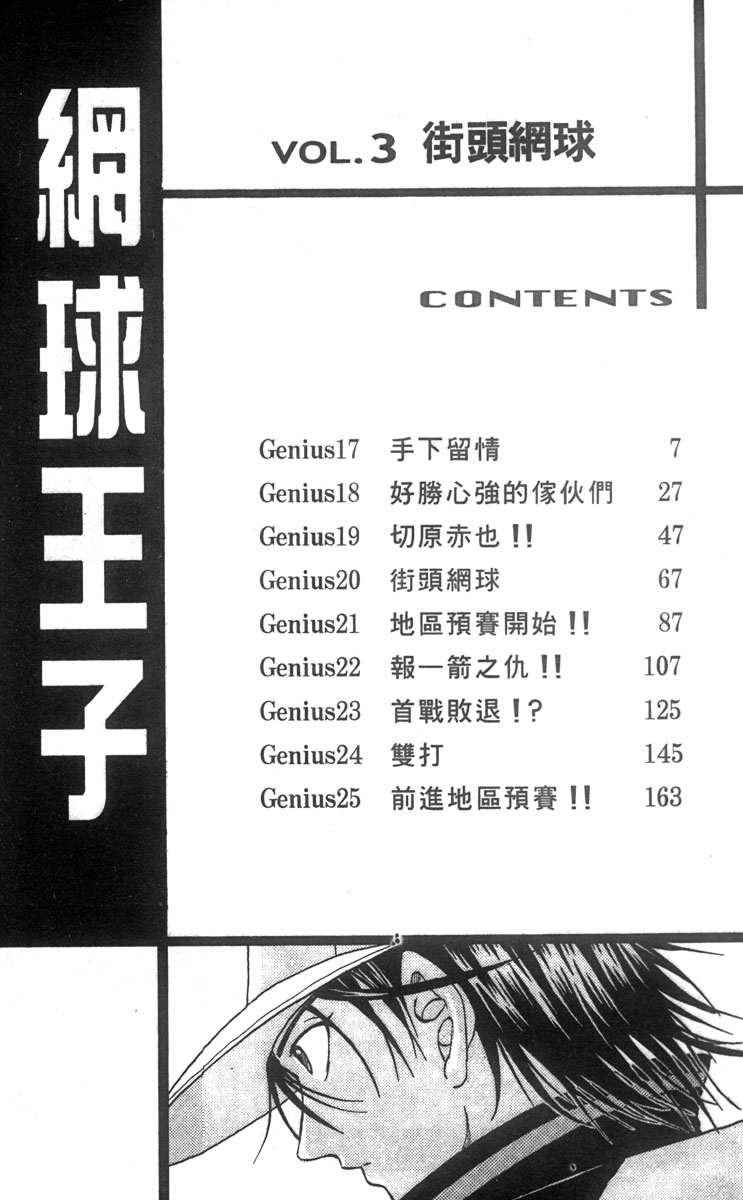 網球王子
VOL.3 街頭網球
CONTENTS
Genius17 手下留情 7
Genius18 好勝心強的傢伙們 27
Genius19 切原赤也!! 47
Genius20 街頭網球 67
Genius21 地區預賽開始!! 87
Genius22 報一箭之仇!! 107
Genius23 首戰敗退!? 125
Genius24 雙打 145
Genius25 前進地區預賽!! 163